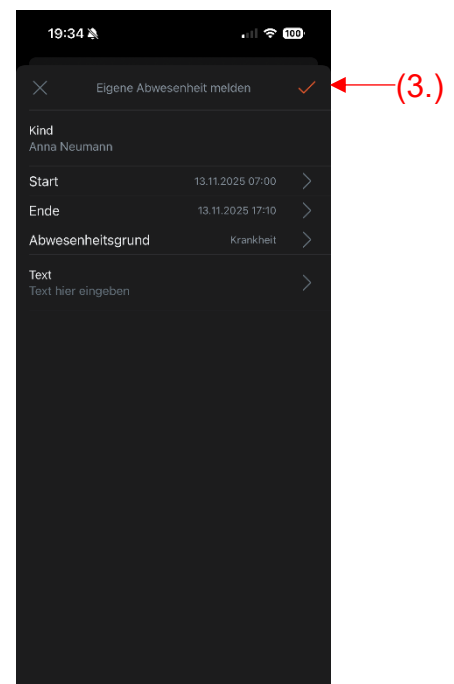 19:34
100
Eigene Abwesenheit melden
(3.)
Kind
Anna Neumann
Start 13.11.2025 07:00
Ende 13.11.2025 17:10
Abwesenheitsgrund Krankheit
Text
Text hier eingeben